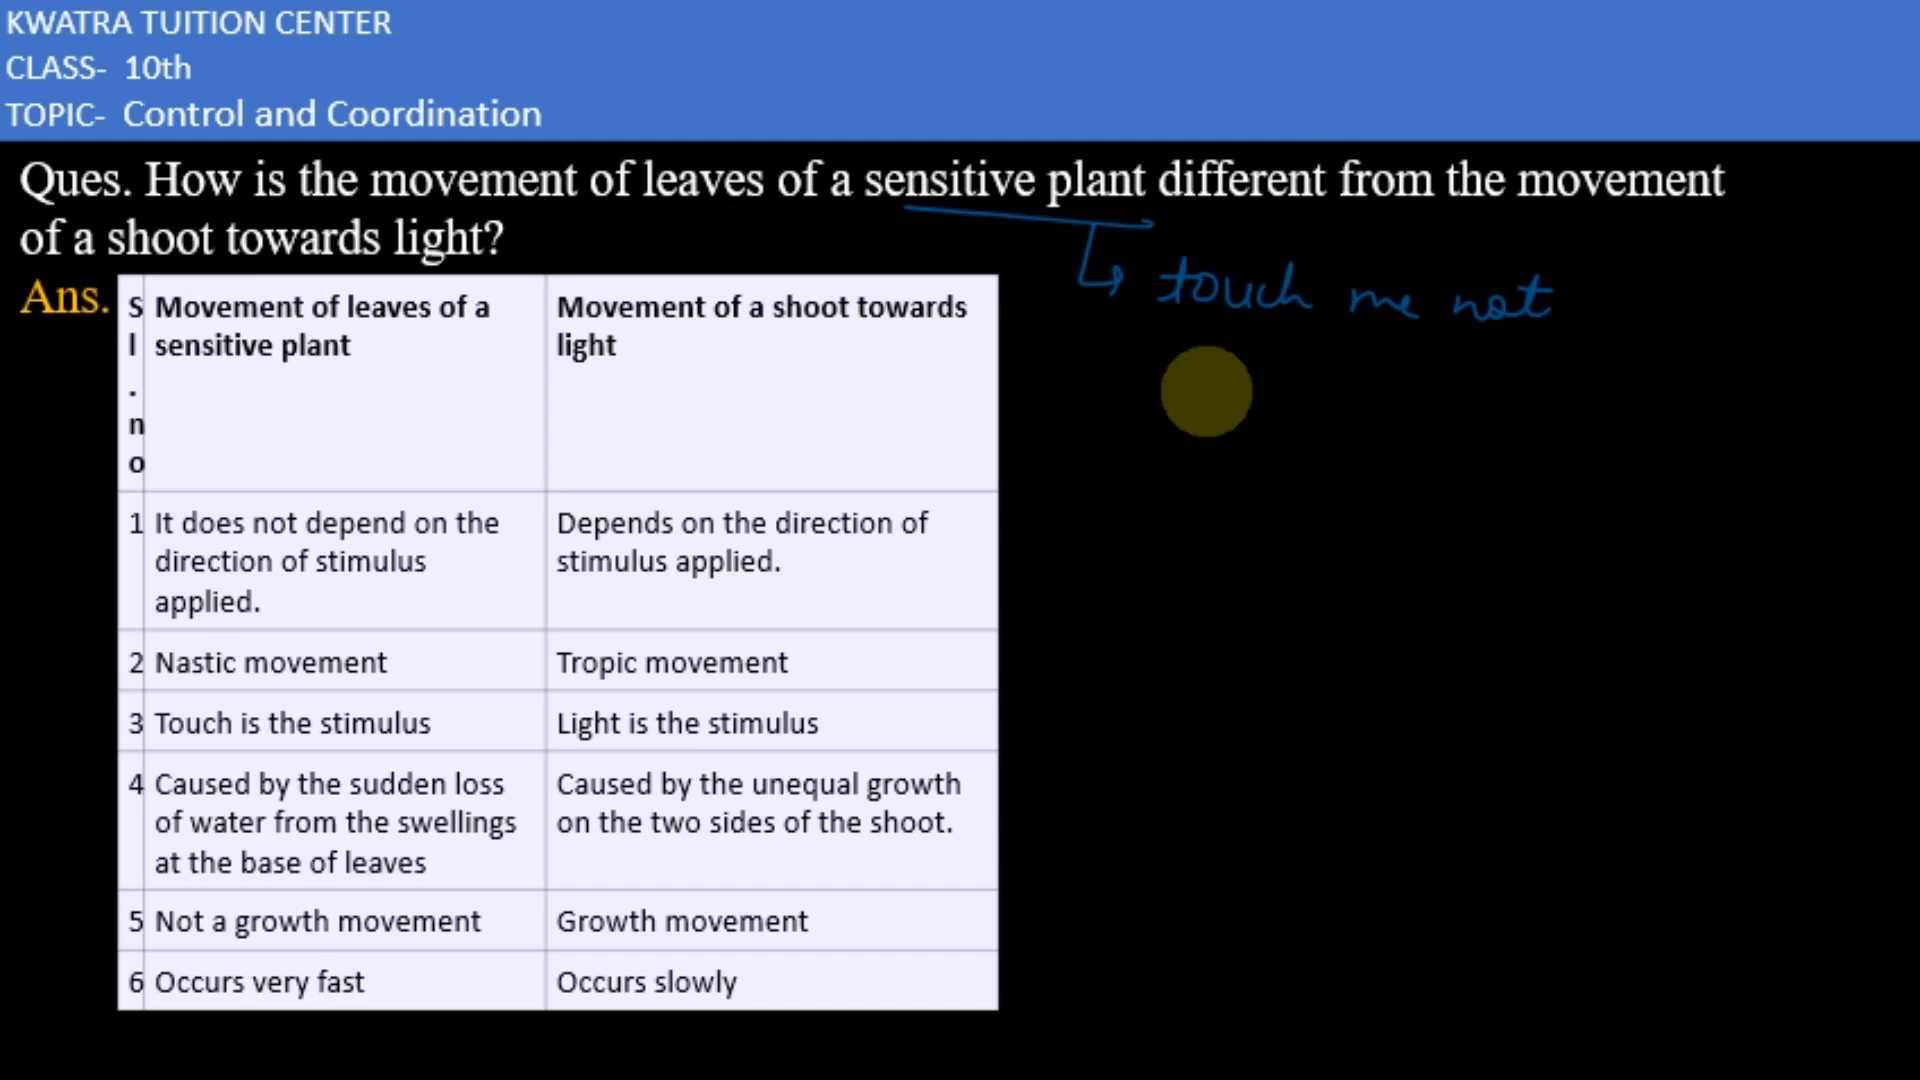 KWATRA TUITION CENTER
CLASS- 10th
TOPIC- Control and Coordination
Ques. How is the movement of leaves of a sensitive plant different from the movement
of a shoot towards light?
touch me not
Ans.
Sl.no
Movement of leaves of a
sensitive plant
Movement of a shoot towards
light
1
It does not depend on the
direction of stimulus
applied.
Depends on the direction of
stimulus applied.
2
Nastic movement
Tropic movement
3
Touch is the stimulus
Light is the stimulus
4
Caused by the sudden loss
of water from the swellings
at the base of leaves
Caused by the unequal growth
on the two sides of the shoot.
5
Not a growth movement
Growth movement
6
Occurs very fast
Occurs slowly